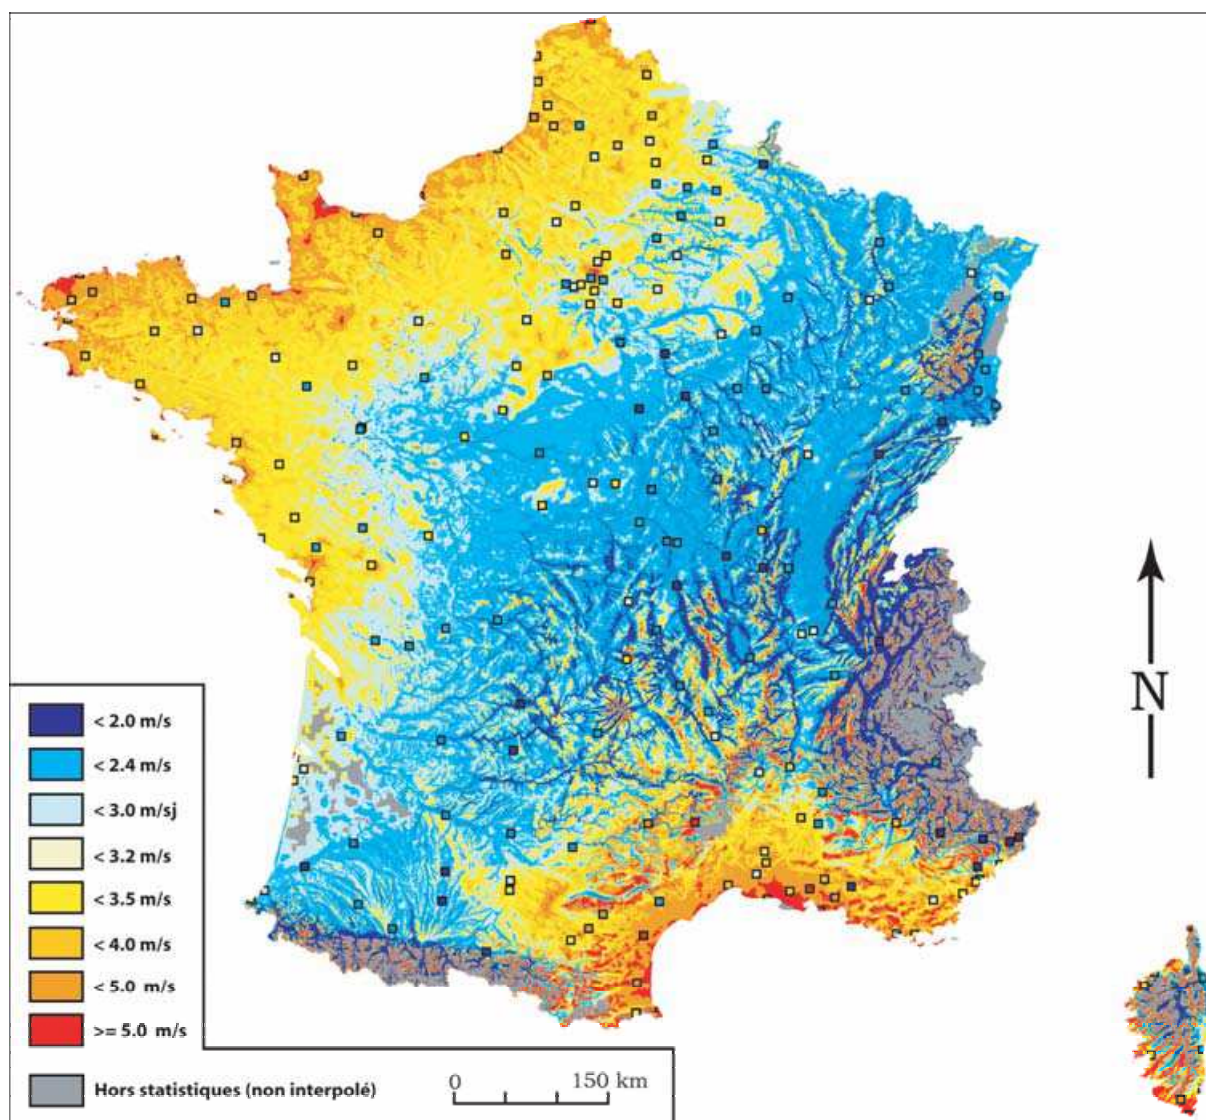 N
< 2.0 m/s
< 2.4 m/s
< 3.0 m/sj
< 3.2 m/s
< 3.5 m/s
< 4.0 m/s
< 5.0 m/s
>= 5.0 m/s
Hors statistiques (non interpolé)
0 150 km